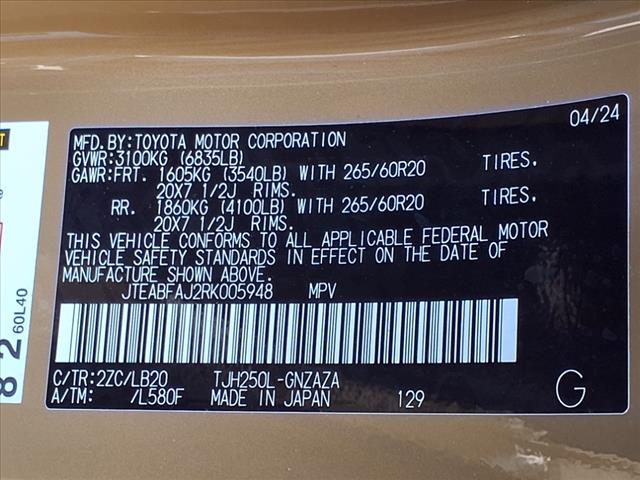 04/24
MFD. BY:TOYOTA MOTOR CORPORATION
GVWR:3100KG (6835LB)
GAWR:FRT. 1605KG (3540LB) WITH 265/60R20 TIRES,
20X7 1/2J RIMS.
RR. 1860KG (4100LB) WITH 265/60R20 TIRES,
20X7 1/2J RIMS.
THIS VEHICLE CONFORMS TO ALL APPLICABLE FEDERAL MOTOR
VEHICLE SAFETY STANDARDS IN EFFECT ON THE DATE OF
MANUFACTURE SHOWN ABOVE.
JTEABFAJ2RK005948 MPV
C/TR:2ZC/LB20 TJH250L-GNZAZA
A/TM: /L580F MADE IN JAPAN 129 G
82
60L40